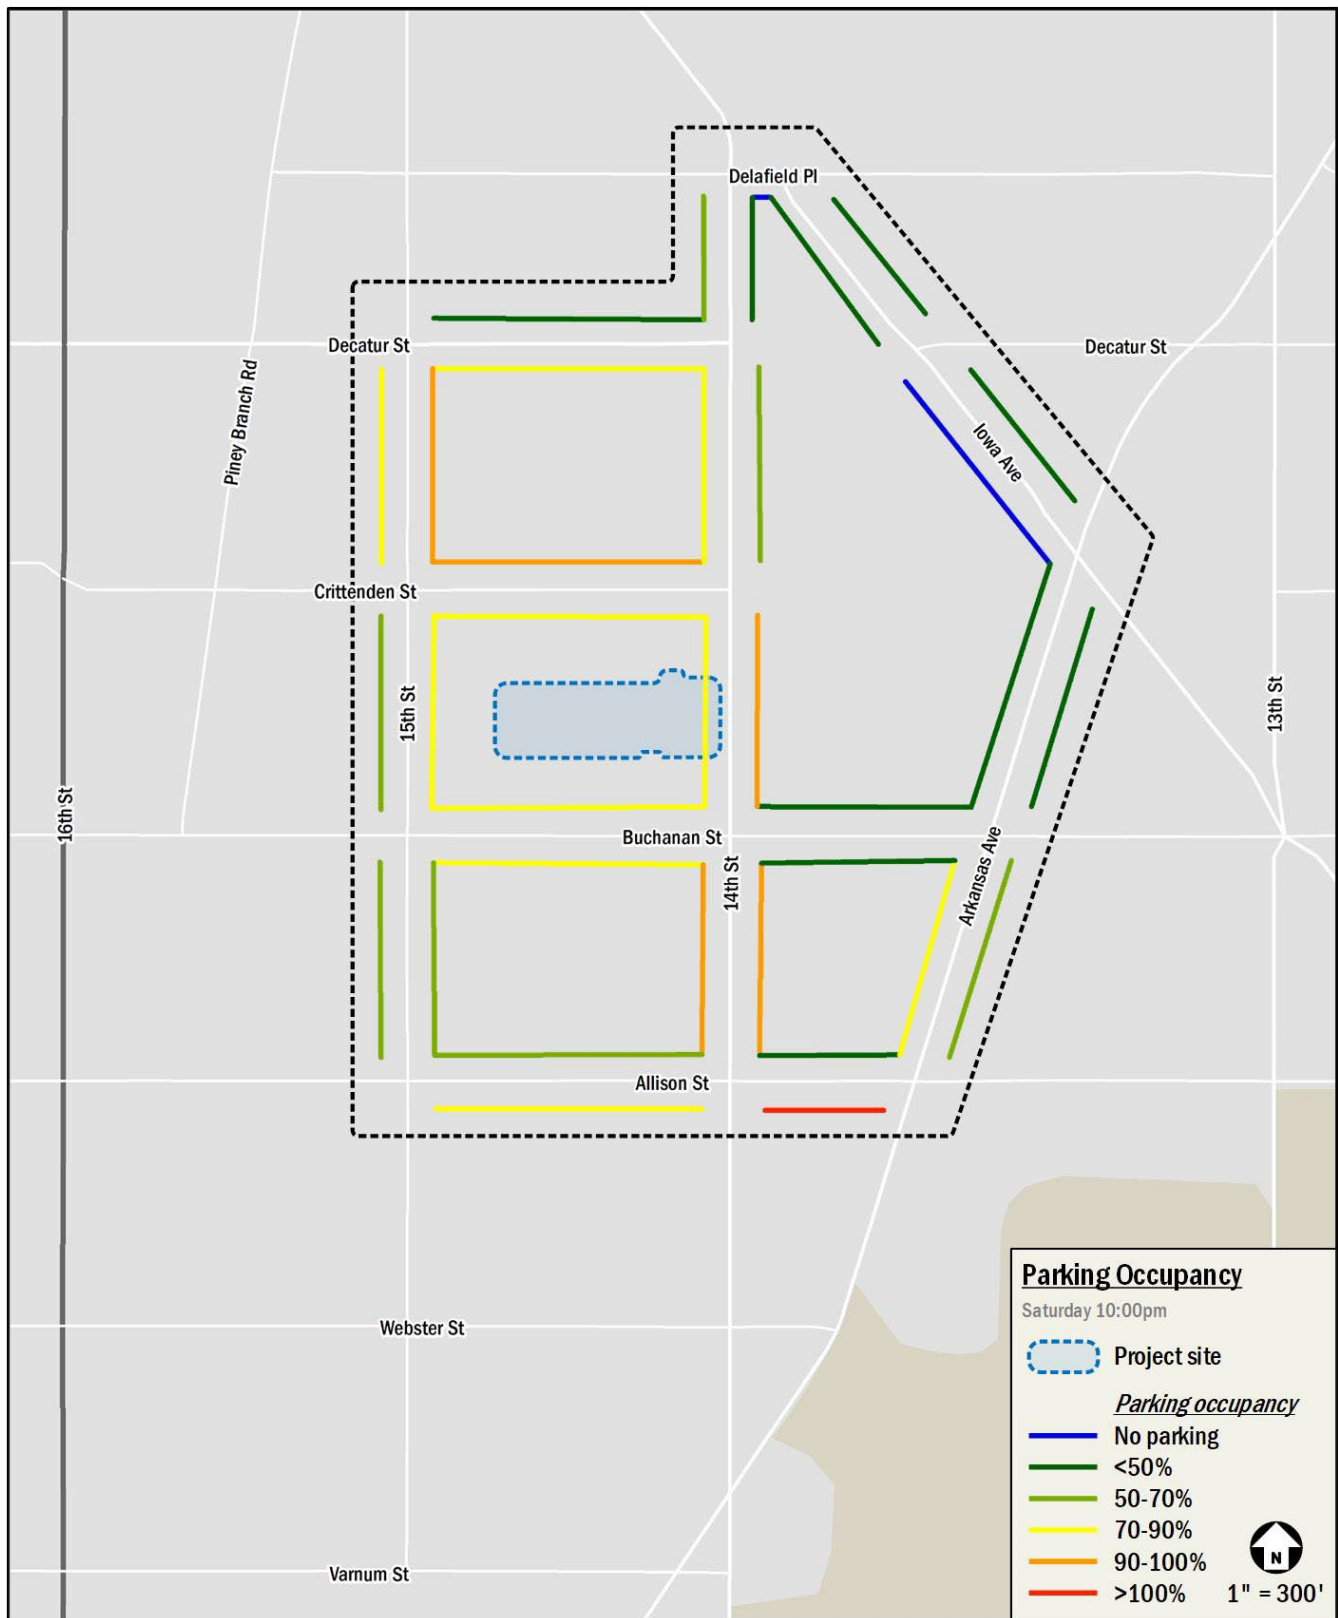 Delafield Pl
Decatur St
Decatur St
Piney Branch Rd
Iowa Ave
Crittenden St
15th St
13th St
16th St
Buchanan St
14th St
Arkansas Ave
Allison St
Webster St
Varnum St
Parking Occupancy
Saturday 10:00pm
Project site
Parking occupancy
No parking
<50%
50-70%
70-90%
90-100%
>100%
N
1" = 300'